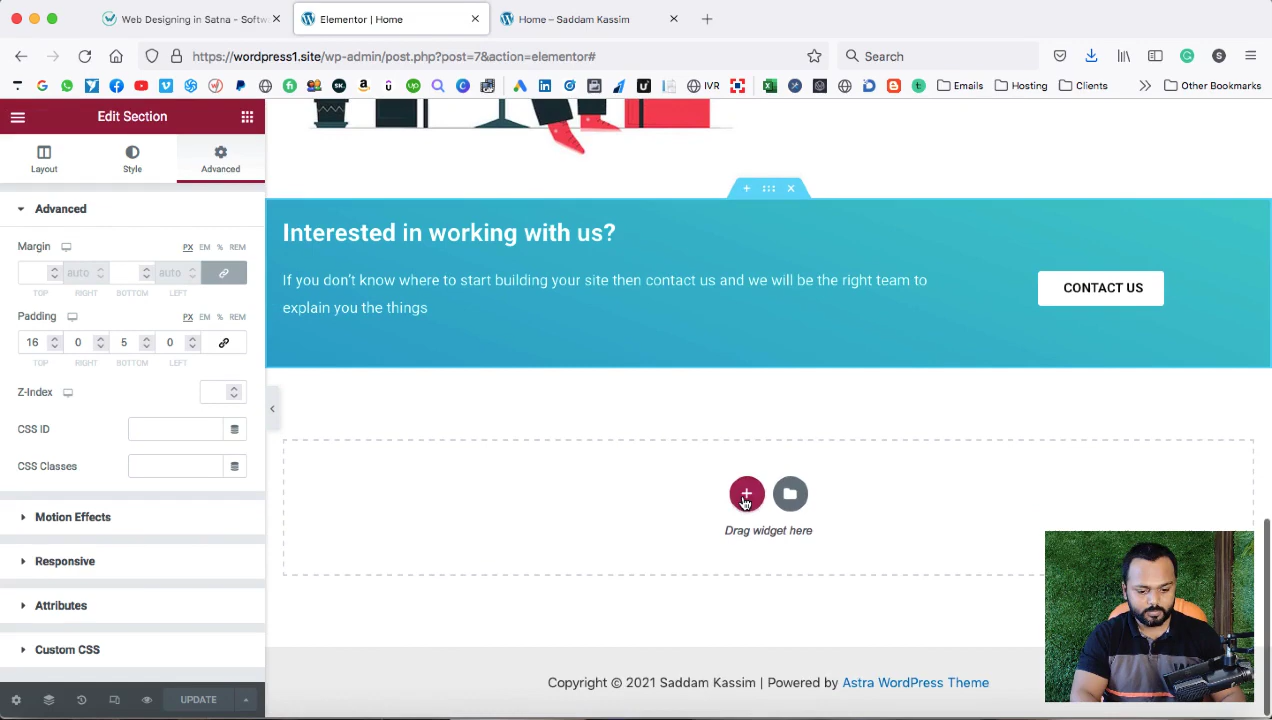 Web Designing in Satna - Softw
Elementor | Home
Home – Saddam Kassim
https://wordpress1.site/wp-admin/post.php?post=7&action=elementor#
Search
IVR
Emails
Hosting
Clients
Other Bookmarks
Edit Section
Layout
Style
Advanced
Advanced
Margin
PX EM % REM
auto auto
TOP RIGHT BOTTOM LEFT
Padding
PX EM % REM
16 0 5 0
TOP RIGHT BOTTOM LEFT
Z-Index
CSS ID
CSS Classes
Motion Effects
Responsive
Attributes
Custom CSS
UPDATE
Interested in working with us?
If you don't know where to start building your site then contact us and we will be the right team to
explain you the things
CONTACT US
Drag widget here
Copyright © 2021 Saddam Kassim | Powered by Astra WordPress Theme